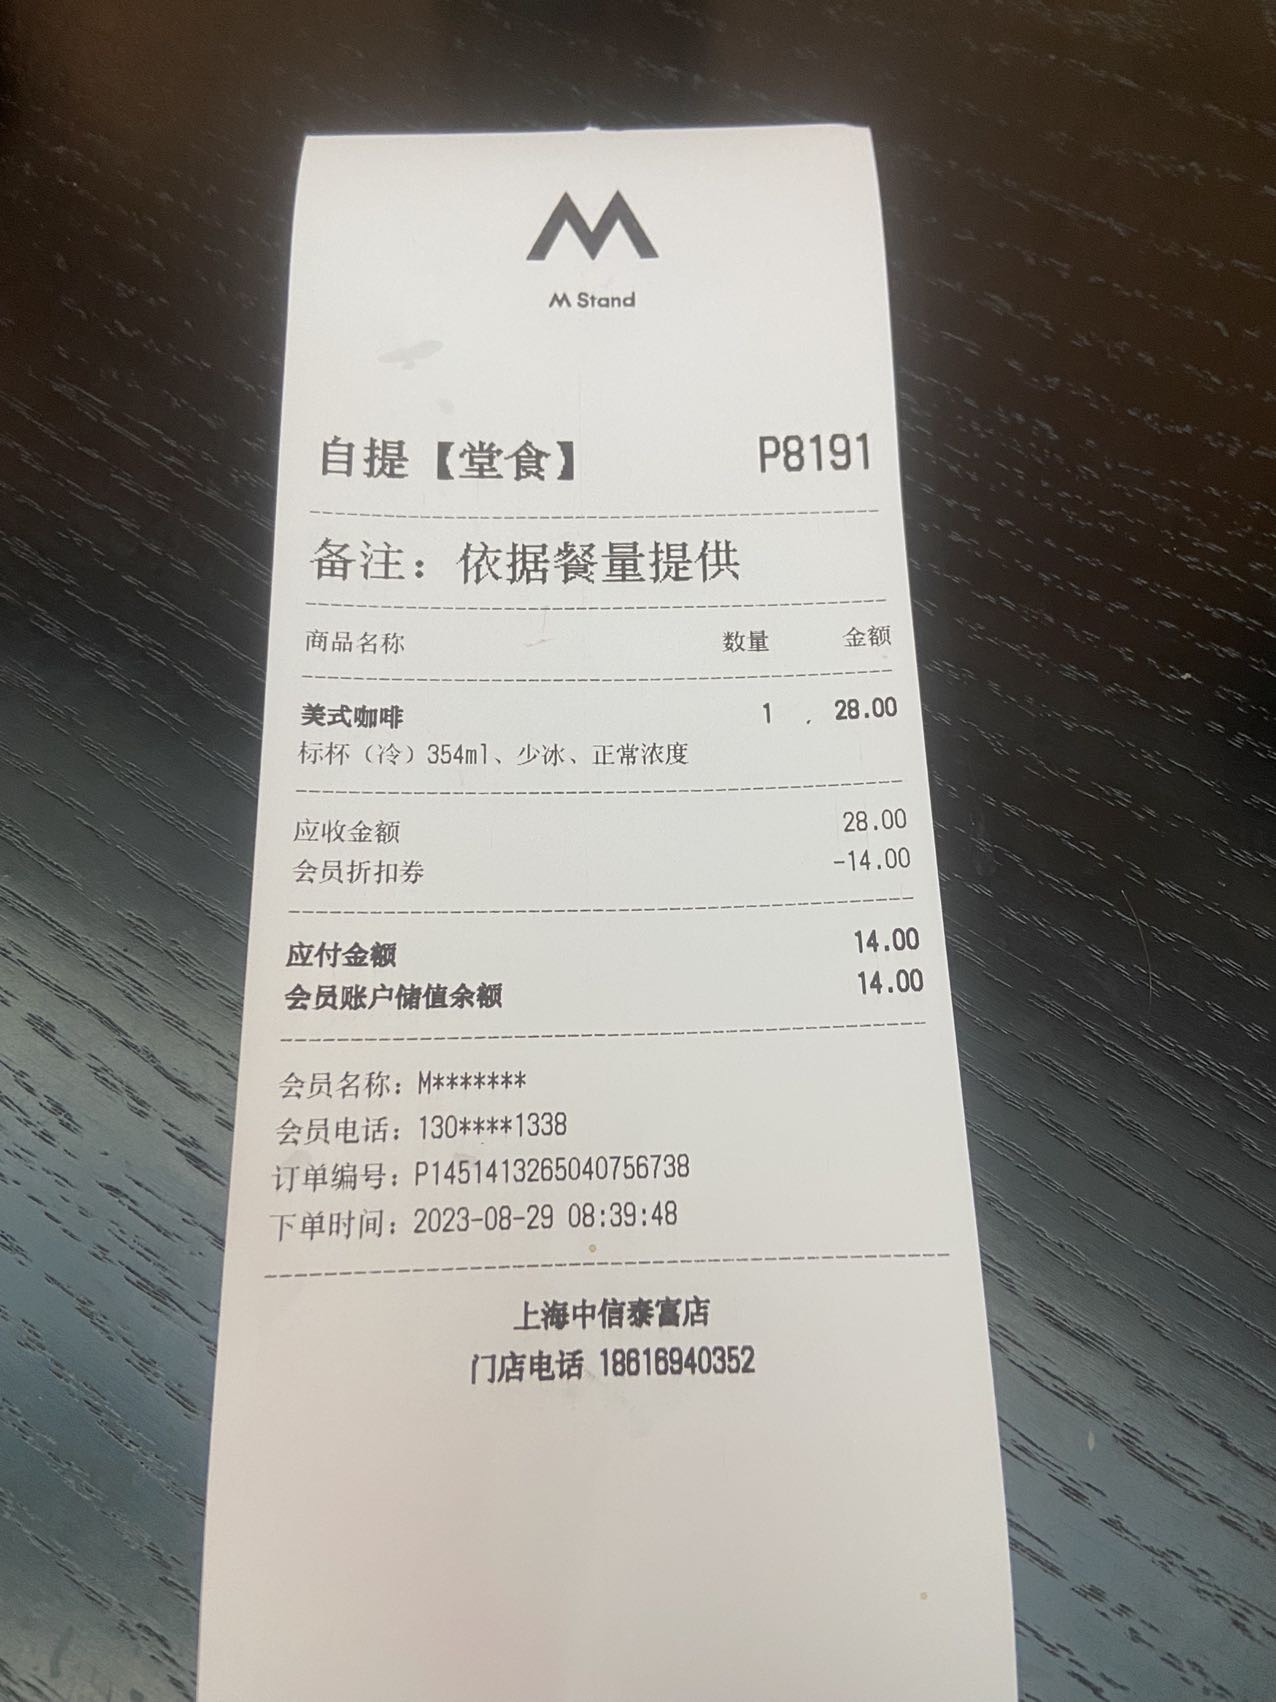 M Stand
自提【堂食】 P8191
备注：依据餐量提供
商品名称 数量 金额
美式咖啡 1 28.00
标杯（冷）354ml、少冰、正常浓度
应收金额 28.00
会员折扣券 -14.00
应付金额 14.00
会员账户储值余额 14.00
会员名称：M*******
会员电话：130****1338
订单编号：P1451413265040756738
下单时间：2023-08-29 08:39:48
上海中信泰富店
门店电话 18616940352